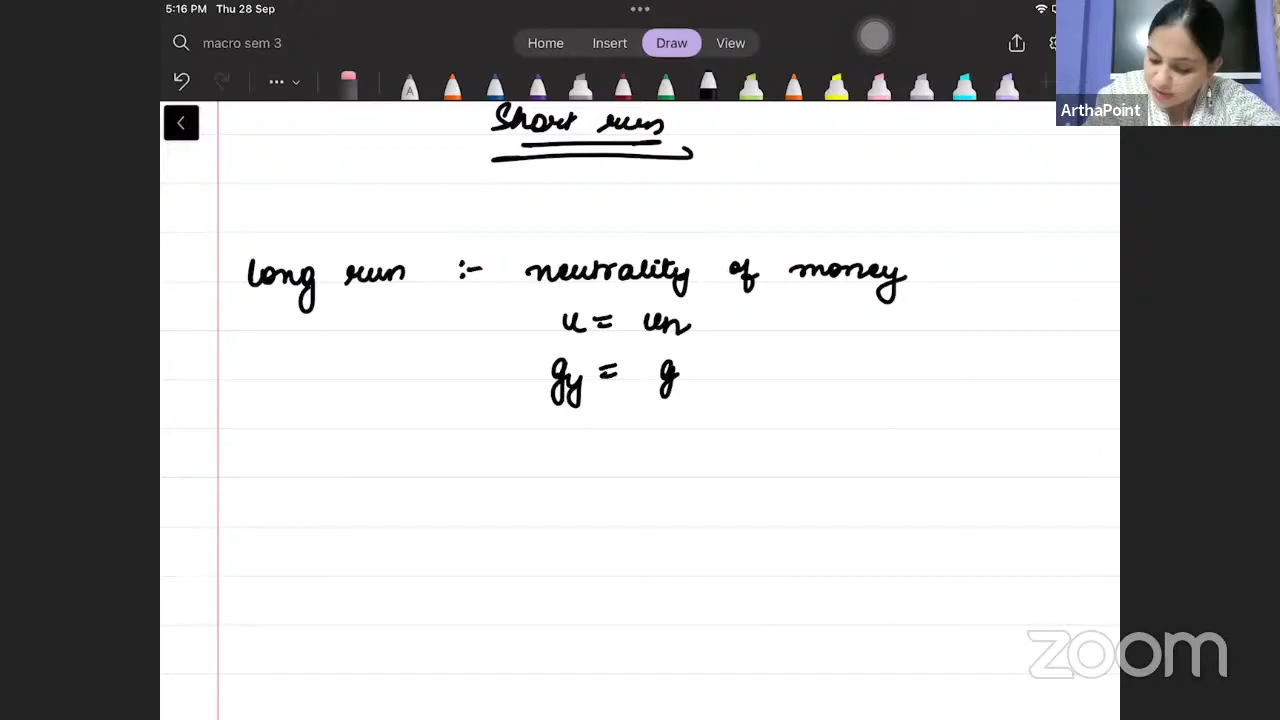 5:16 PM Thu 28 Sep
macro sem 3
Home Insert Draw View
A
ArthaPoint
Short run
long run :- neutrality of money
u = un
gy = g
zoom